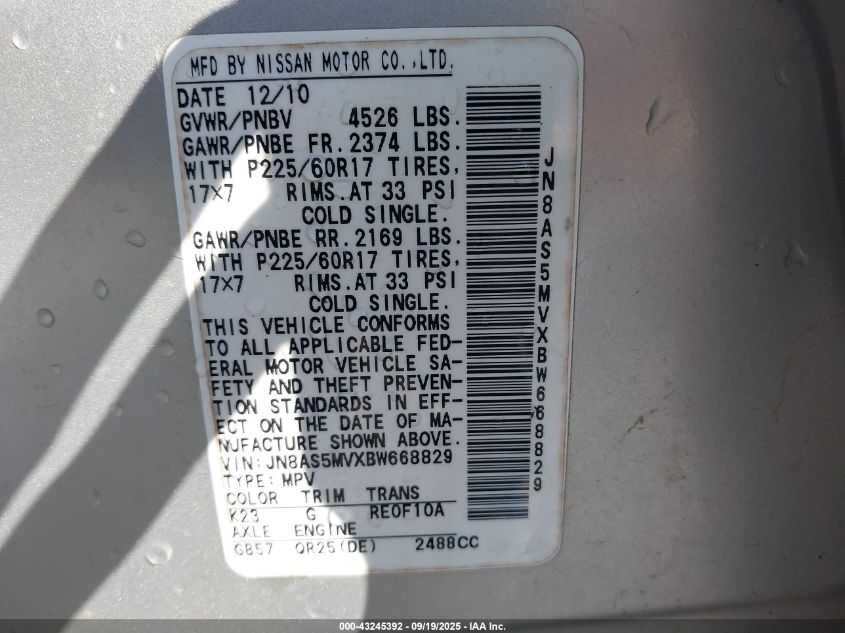 MFD BY NISSAN MOTOR CO.,LTD.
DATE 12/10
GVWR/PNBV 4526 LBS.
GAWR/PNBE FR. 2374 LBS.
WITH P225/60R17 TIRES,
17×7 RIMS. AT 33 PSI
COLD SINGLE.
GAWR/PNBE RR. 2169 LBS.
WITH P225/60R17 TIRES,
17×7 RIMS. AT 33 PSI
COLD SINGLE.
THIS VEHICLE CONFORMS
TO ALL APPLICABLE FED-
ERAL MOTOR VEHICLE SA-
FETY AND THEFT PREVEN-
TION STANDARDS IN EFF-
ECT ON THE DATE OF MA-
NUFACTURE SHOWN ABOVE.
VIN: JN8AS5MVXBW668829
TYPE: MPV
COLOR TRIM TRANS
K23 G RE0F10A
AXLE ENGINE
GB57 QR25(DE) 2488CC
JN8AS5MVXBW668829
000-43245392 - 09/19/2025 - IAA Inc.